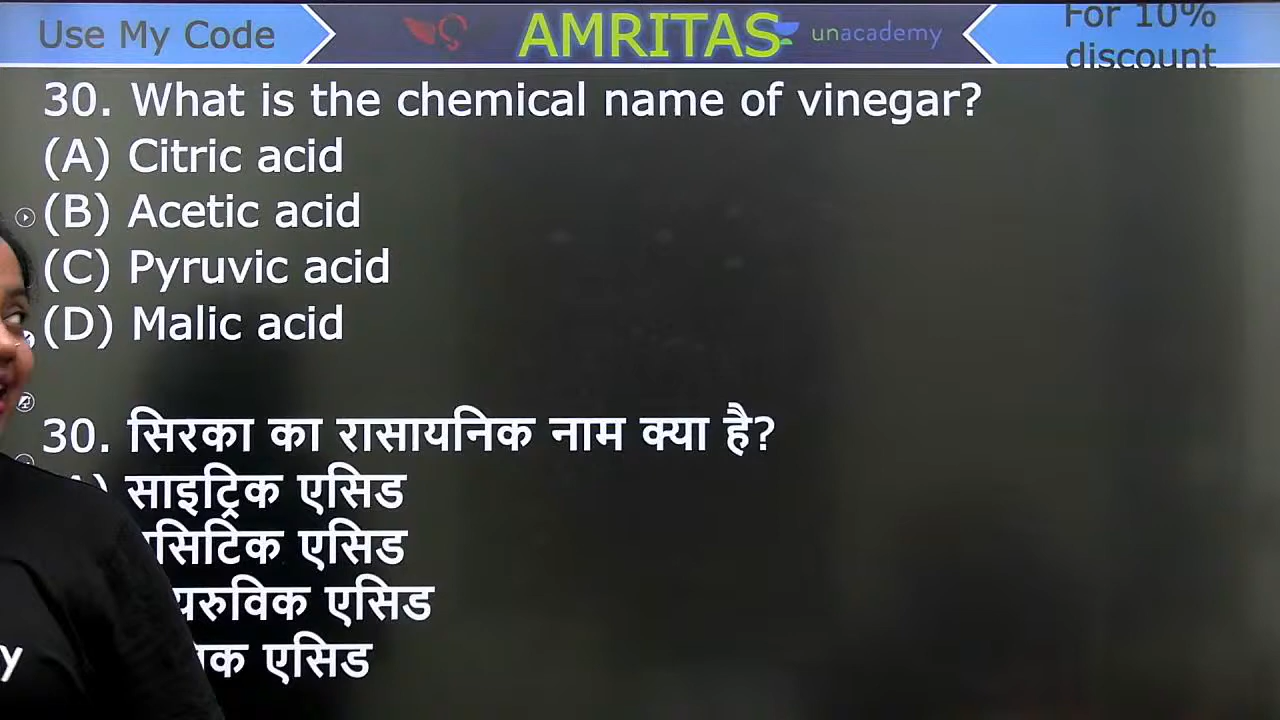 Use My Code
AMRITAS
unacademy
For 10%
discount
30. What is the chemical name of vinegar?
(A) Citric acid
(B) Acetic acid
(C) Pyruvic acid
(D) Malic acid
30. सिरका का रासायनिक नाम क्या है?
साइट्रिक एसिड
एसिड
एसिड
एसिड
y